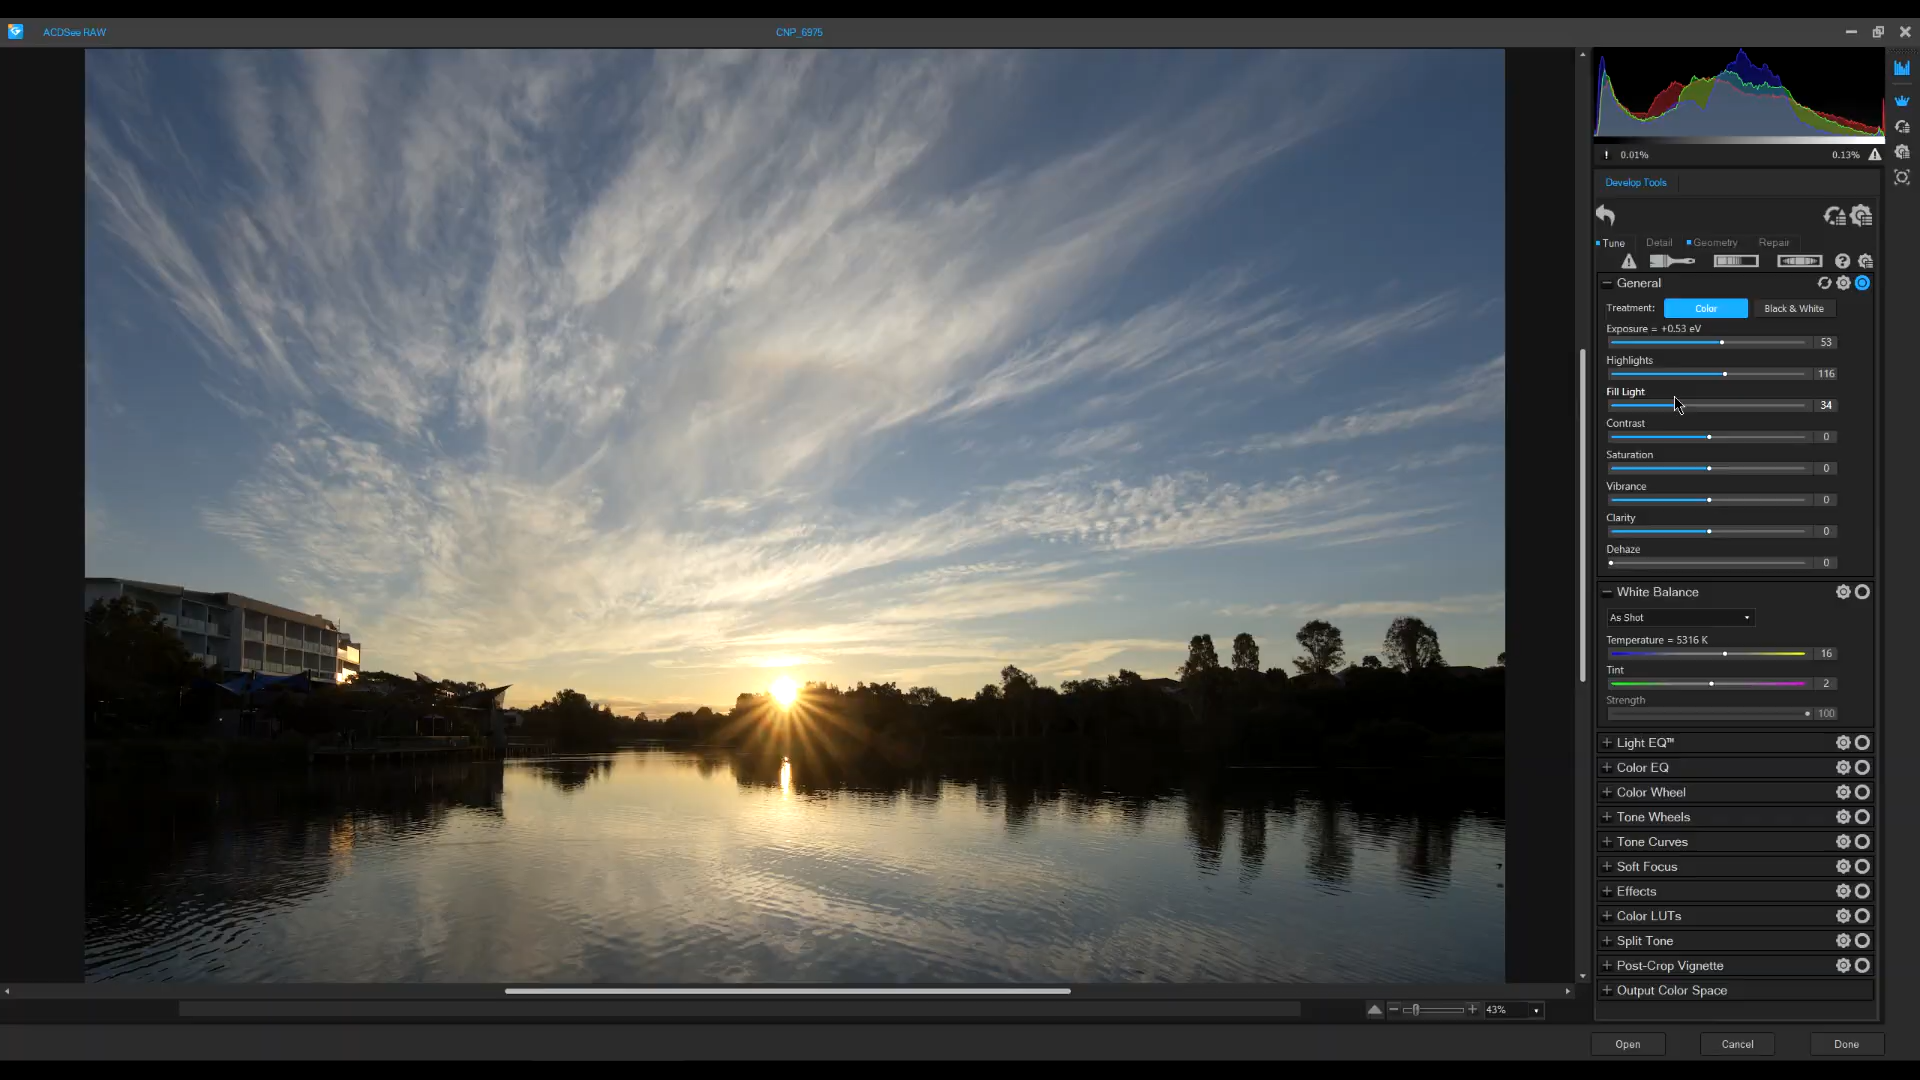 ACDSee RAW
CNP_6975
0.01%
0.13%
Develop Tools
Tune Detail Geometry Repair
General
Treatment: Color Black & White
Exposure = +0.53 eV
53
Highlights
116
Fill Light
34
Contrast
0
Saturation
0
Vibrance
0
Clarity
0
Dehaze
0
White Balance
As Shot
Temperature = 5316 K
16
Tint
2
Strength
100
Light EQ™
Color EQ
Color Wheel
Tone Wheels
Tone Curves
Soft Focus
Effects
Color LUTs
Split Tone
Post-Crop Vignette
Output Color Space
43%
Open Cancel Done